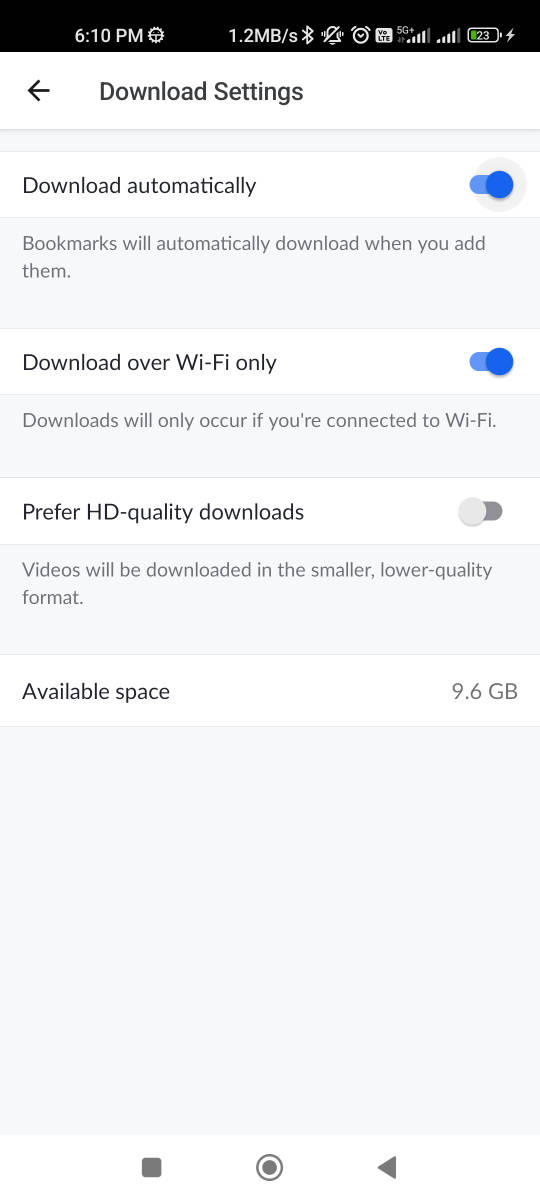 6:10 PM 1.2MB/s Vo LTE 5G+ 23
Download Settings
Download automatically
Bookmarks will automatically download when you add
them.
Download over Wi-Fi only
Downloads will only occur if you're connected to Wi-Fi.
Prefer HD-quality downloads
Videos will be downloaded in the smaller, lower-quality
format.
Available space 9.6 GB